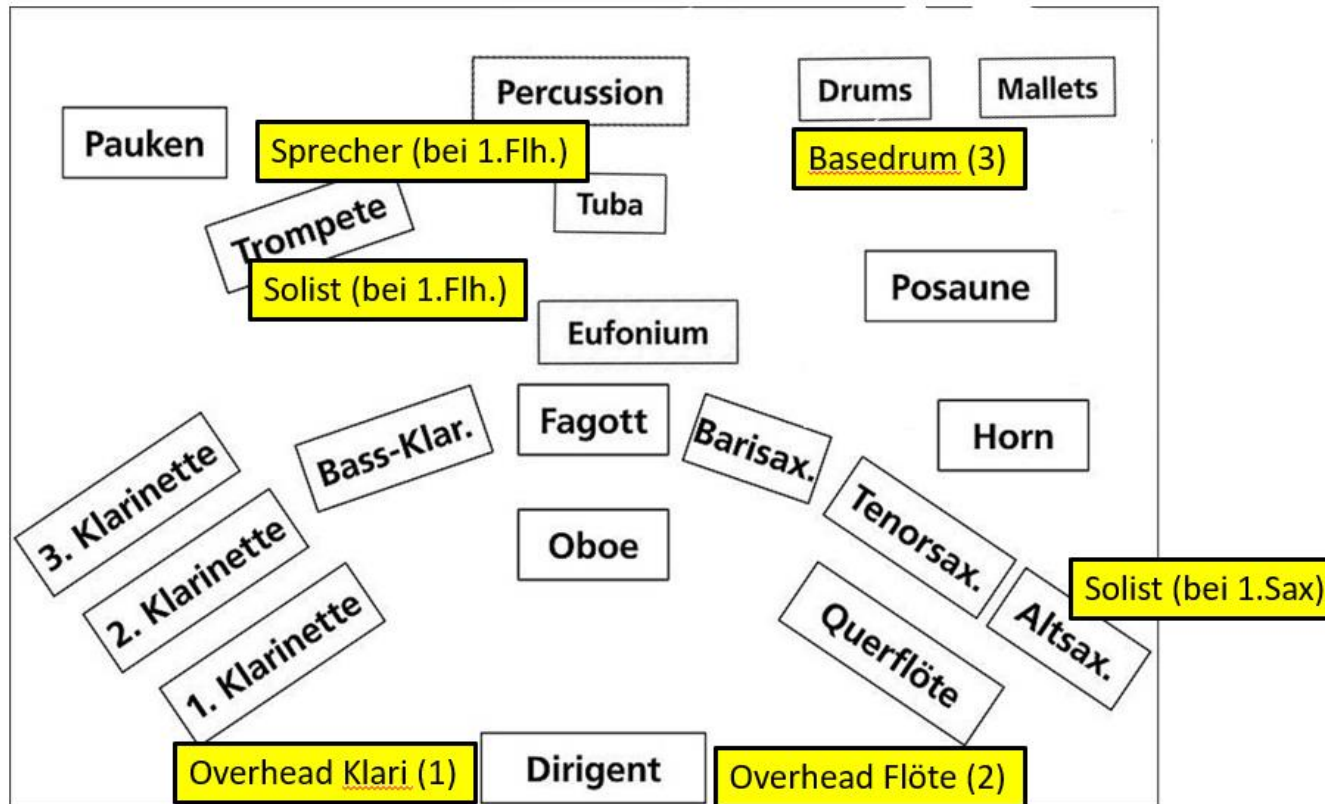 Percussion
Drums
Mallets
Pauken
Sprecher (bei 1.Flh.)
Basedrum (3)
Trompete
Tuba
Solist (bei 1.Flh.)
Posaune
Eufonium
Fagott
Bass-Klar.
Barisax.
Horn
3. Klarinette
2. Klarinette
1. Klarinette
Oboe
Tenorsax.
Solist (bei 1.Sax)
Altsax.
Querflöte
Overhead Klari (1)
Dirigent
Overhead Flöte (2)